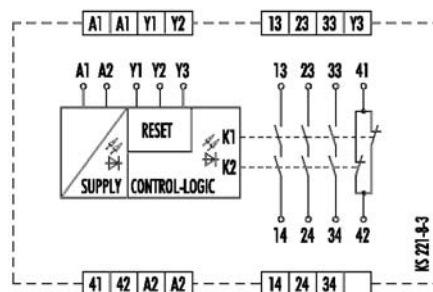 A1 A1 Y1 Y2 13 23 33 Y3
A1 A2 Y1 Y2 Y3 13 23 33 41
RESET
K1
K2
SUPPLY CONTROL-LOGIC
14 24 34 42
KS 221-8-3
41 42 A2 A2 14 24 34